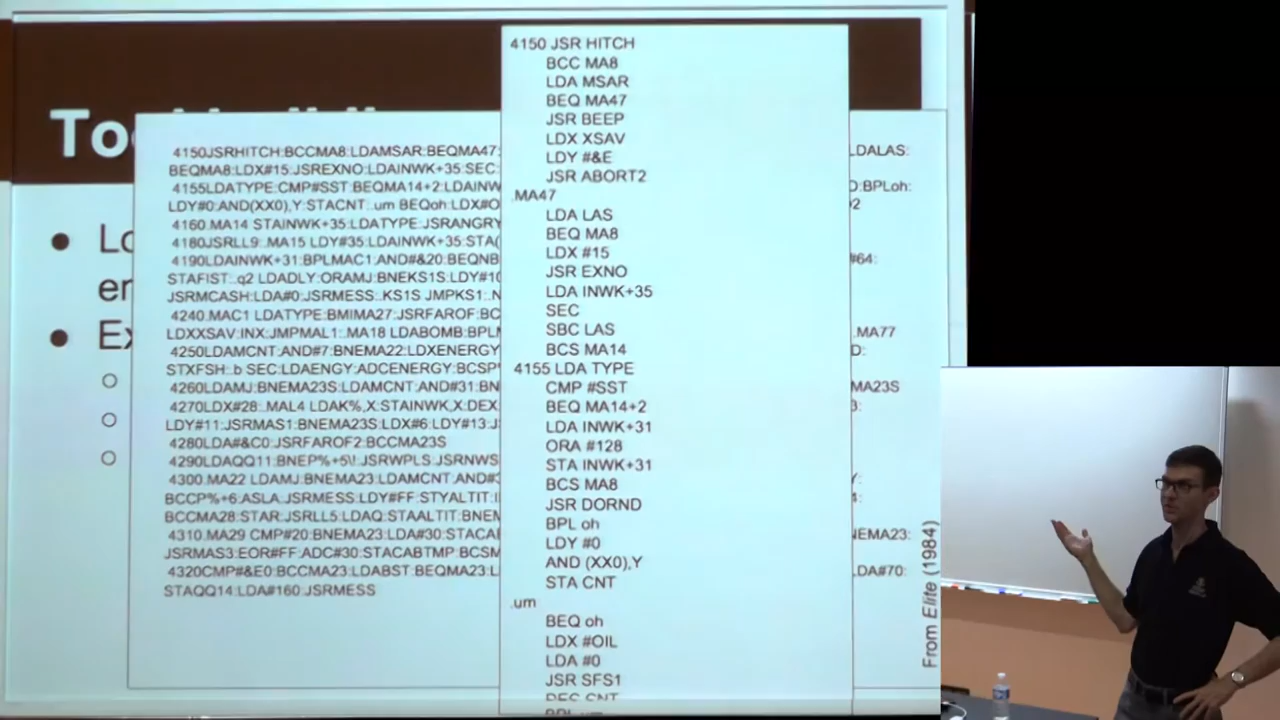 To
Lo
en
Ex
4150JSRHITCH:BCCMA8:LDAMSAR:BEQMA47:
BEQMA8:LDX#15:JSREXNO:LDAINWK+35:SEC:
4155LDATYPE:CMP#SST:BEQMA14+2:LDAINW
LDY#0:AND(XX0),Y:STACNT:.um BEQoh:LDX#O
4160.MA14 STAINWK+35:LDATYPE:JSRANGRY
4180JSRLL9:.MA15 LDY#35:LDAINWK+35:STA(
4190LDAINWK+31:BPLMAC1:AND#&20:BEQNB
STAFIST:.q2 LDADLY:ORAMJ:BNEKS1S:LDY#10
JSRMCASH:LDA#0:JSRMESS:.KS1S JMPKS1:.N
4240.MAC1 LDATYPE:BMIMA27:JSRFAROF:BC
LDXXSAV:INX:JMPMAL1:.MA18 LDABOMB:BPLM
4250LDAMCNT:AND#7:BNEMA22:LDXENERGY
STXFSH:.b SEC:LDAENGY:ADCENERGY:BCSP
4260LDAMJ:BNEMA23S:LDAMCNT:AND#31:BN
4270LDX#28:.MAL4 LDAK%,X:STAINWK,X:DEX
LDY#11:JSRMAS1:BNEMA23S:LDX#6:LDY#13:J
4280LDA#&C0:JSRFAROF2:BCCMA23S
4290LDAQQ11:BNEP%+5\!:JSRWPLS:JSRNWS
4300.MA22 LDAMJ:BNEMA23:LDAMCNT:AND#
BCCP%+6:ASLA:JSRMESS:LDY#FF:STYALTIT:
BCCMA28:STAR:JSRLL5:LDAQ:STAALTIT:BNEM
4310.MA29 CMP#20:BNEMA23:LDA#30:STACA
JSRMAS3:EOR#FF:ADC#30:STACABTMP:BCSM
4320CMP#&E0:BCCMA23:LDABST:BEQMA23:L
STAQQ14:LDA#160:JSRMESS
4150 JSR HITCH
BCC MA8
LDA MSAR
BEQ MA47
JSR BEEP
LDX XSAV
LDY #&E
JSR ABORT2
.MA47
LDA LAS
BEQ MA8
LDX #15
JSR EXNO
LDA INWK+35
SEC
SBC LAS
BCS MA14
4155 LDA TYPE
CMP #SST
BEQ MA14+2
LDA INWK+31
ORA #128
STA INWK+31
BCS MA8
JSR DORND
BPL oh
LDY #0
AND (XX0),Y
STA CNT
.um
BEQ oh
LDX #OIL
LDA #0
JSR SFS1
DEC CNT
BPL um
LDALAS:
D:BPLoh:
#64:
.MA77
D:
MA23S
Y:
4:
NEMA23:
LDA#70:
From Elite (1984)